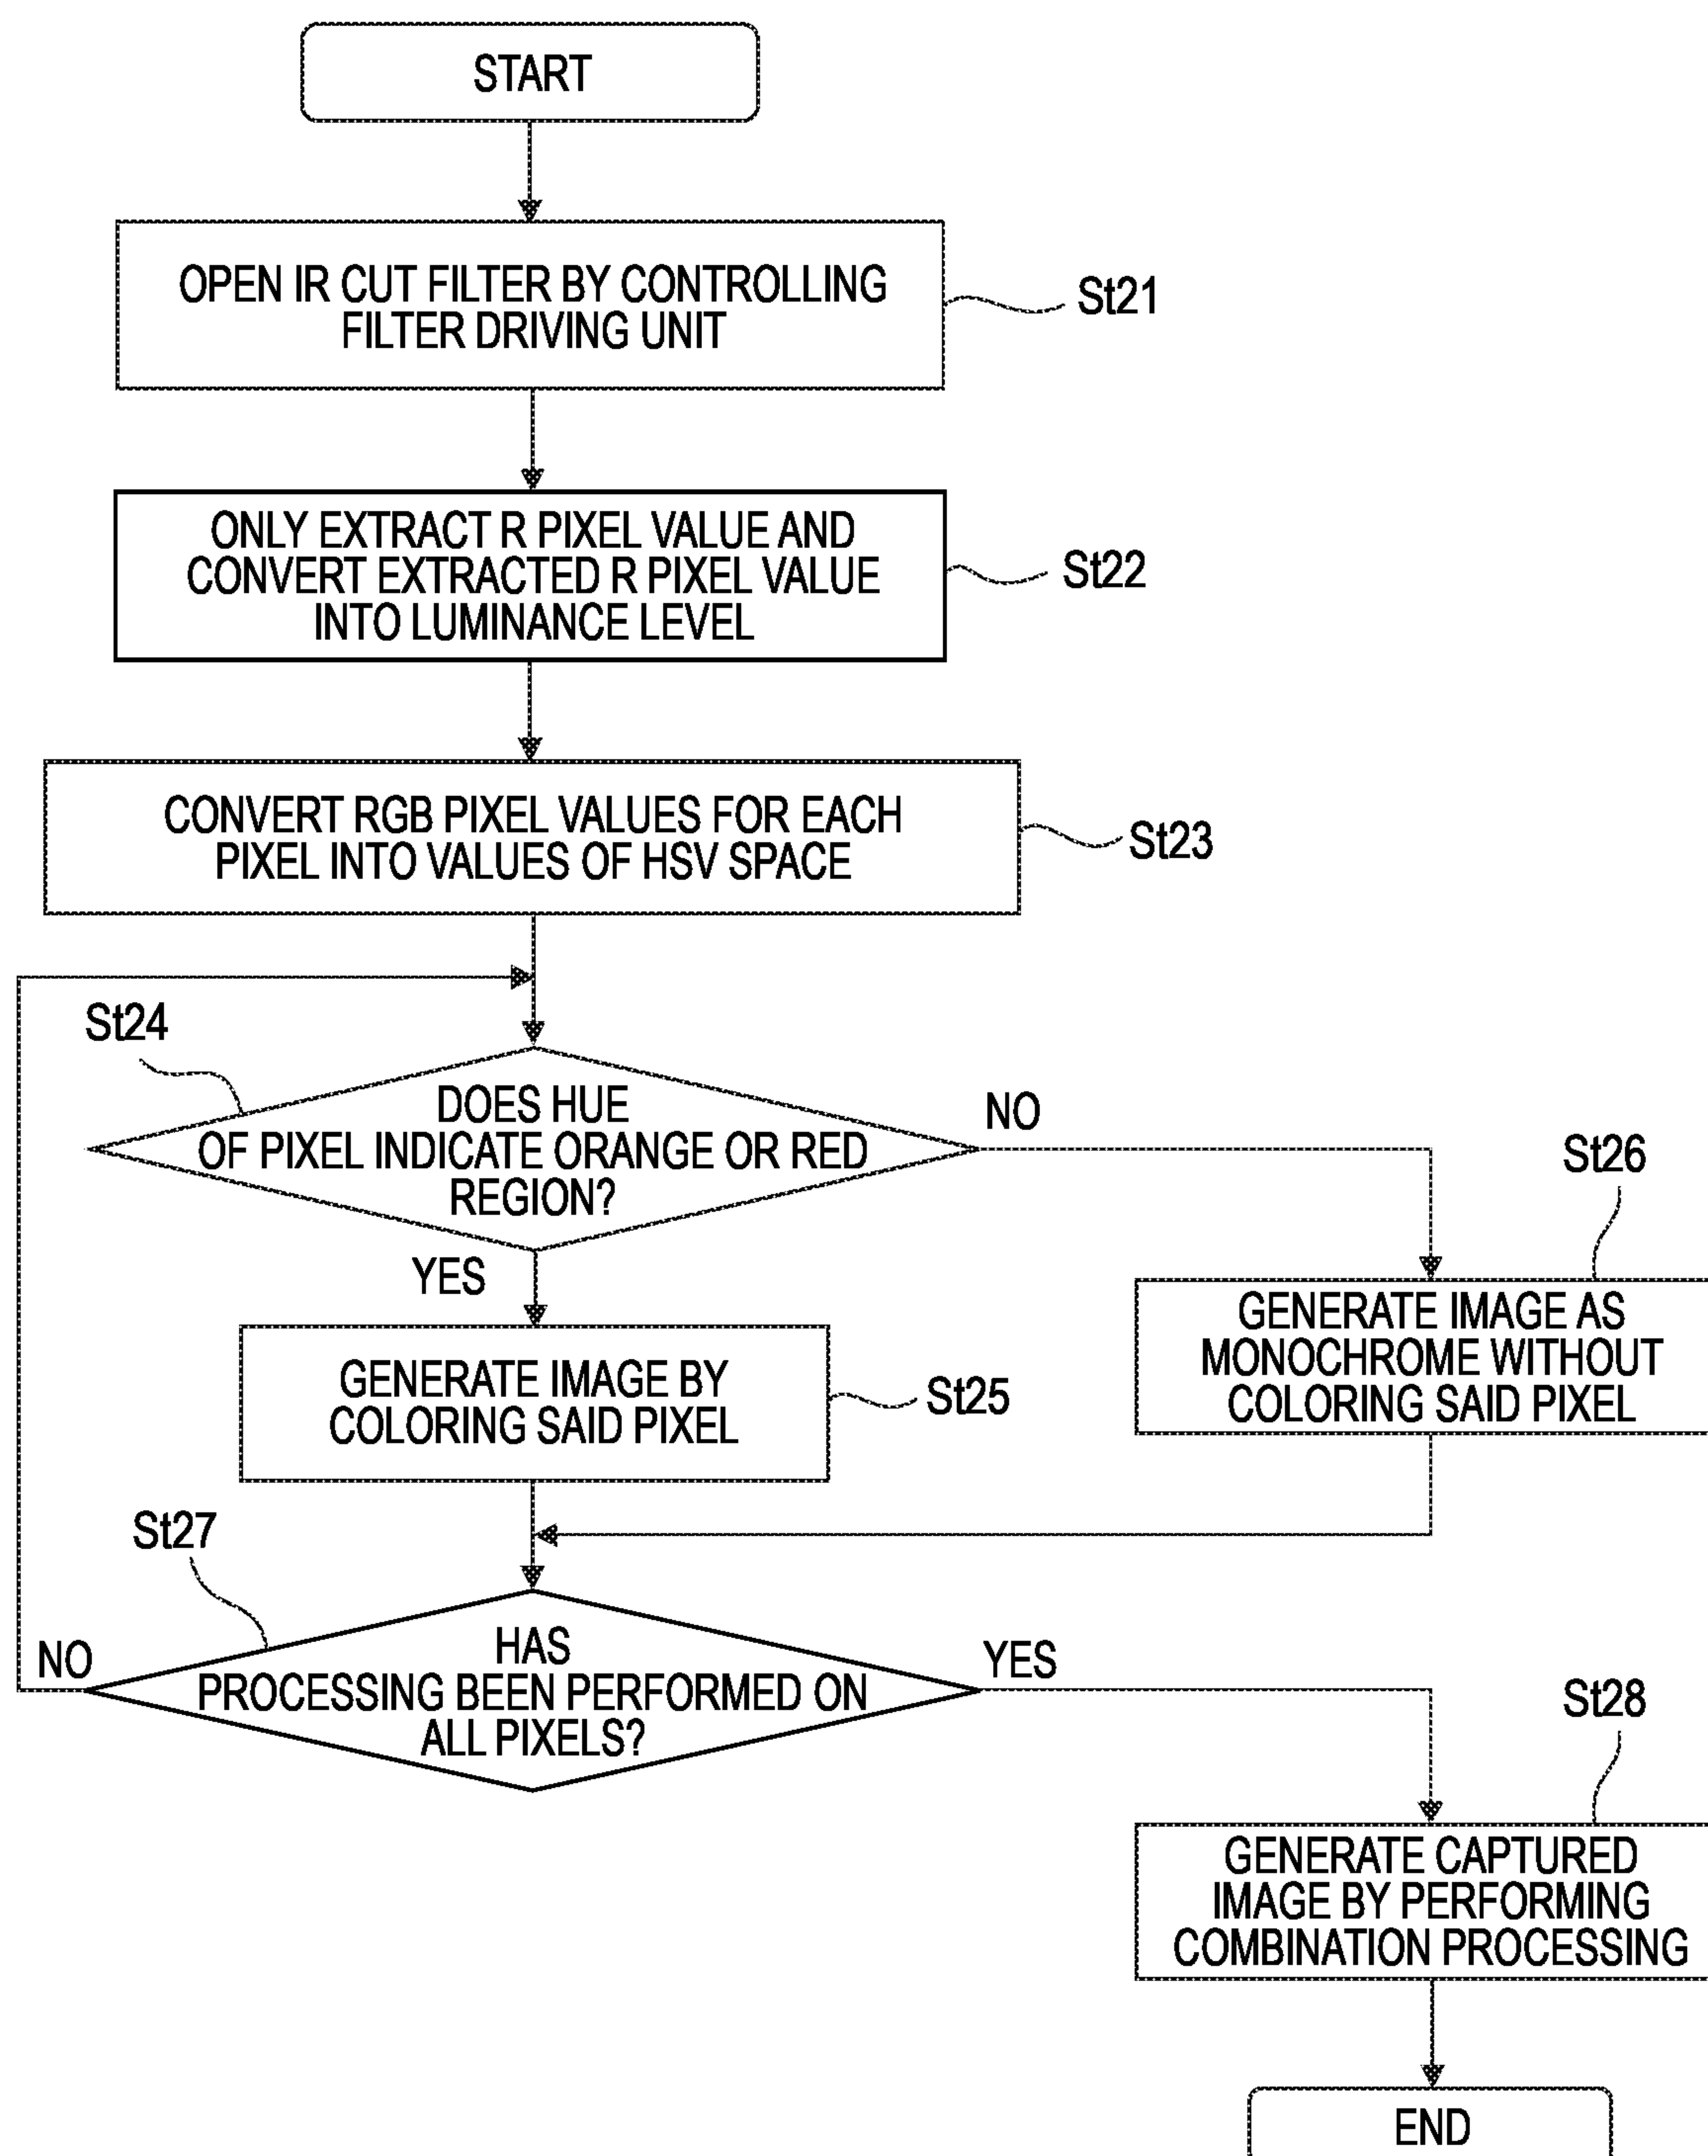 START
OPEN IR CUT FILTER BY CONTROLLING
FILTER DRIVING UNIT
St21
ONLY EXTRACT R PIXEL VALUE AND
CONVERT EXTRACTED R PIXEL VALUE
INTO LUMINANCE LEVEL
St22
CONVERT RGB PIXEL VALUES FOR EACH
PIXEL INTO VALUES OF HSV SPACE
St23
St24
DOES HUE
OF PIXEL INDICATE ORANGE OR RED
REGION?
NO
YES
St26
GENERATE IMAGE AS
MONOCHROME WITHOUT
COLORING SAID PIXEL
GENERATE IMAGE BY
COLORING SAID PIXEL
St25
St27
HAS
PROCESSING BEEN PERFORMED ON
ALL PIXELS?
NO
YES
St28
GENERATE CAPTURED
IMAGE BY PERFORMING
COMBINATION PROCESSING
END